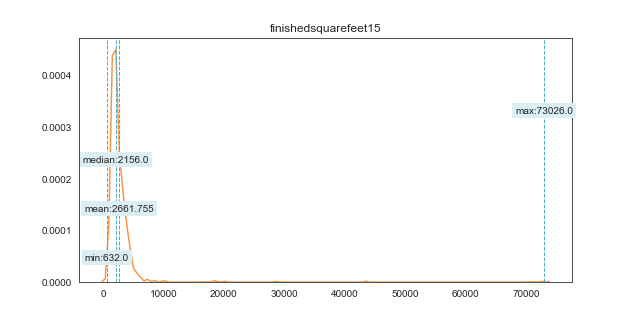 finishedsquarefeet15
0.0004
max:73026.0
0.0003
median:2156.0
0.0002
mean:2661.755
0.0001
min:632.0
0.0000
0 10000 20000 30000 40000 50000 60000 70000